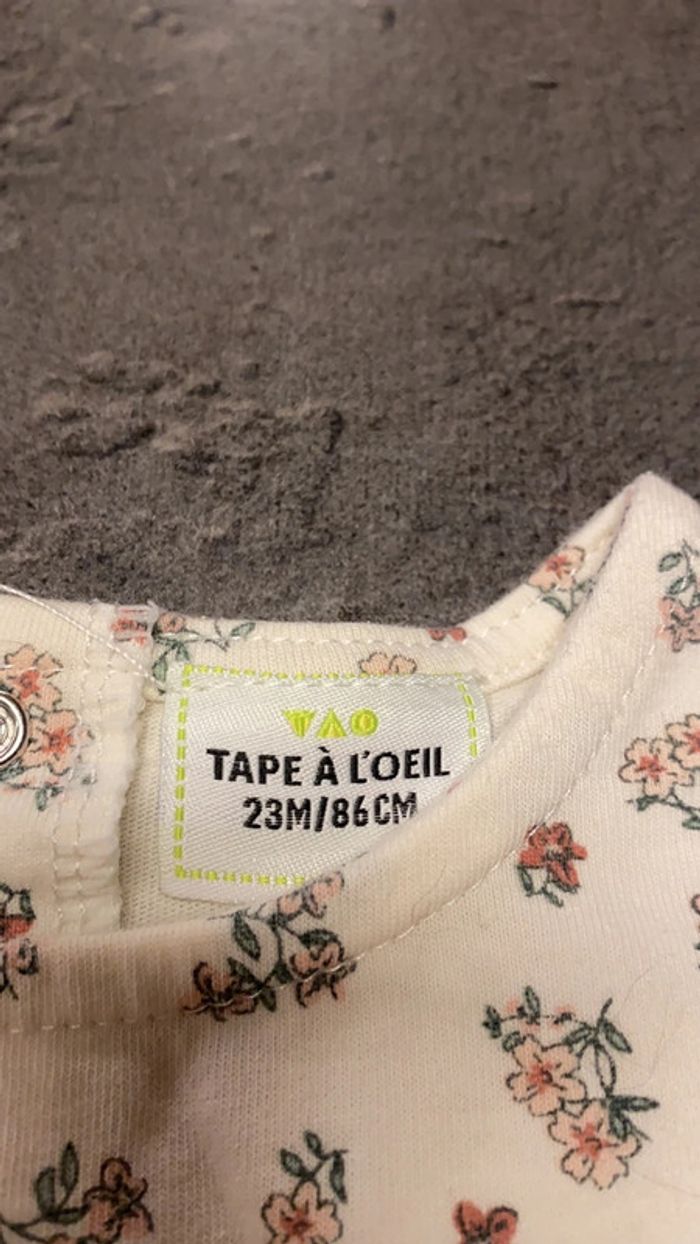 TAO
TAPE À L'OEIL
23M/86CM